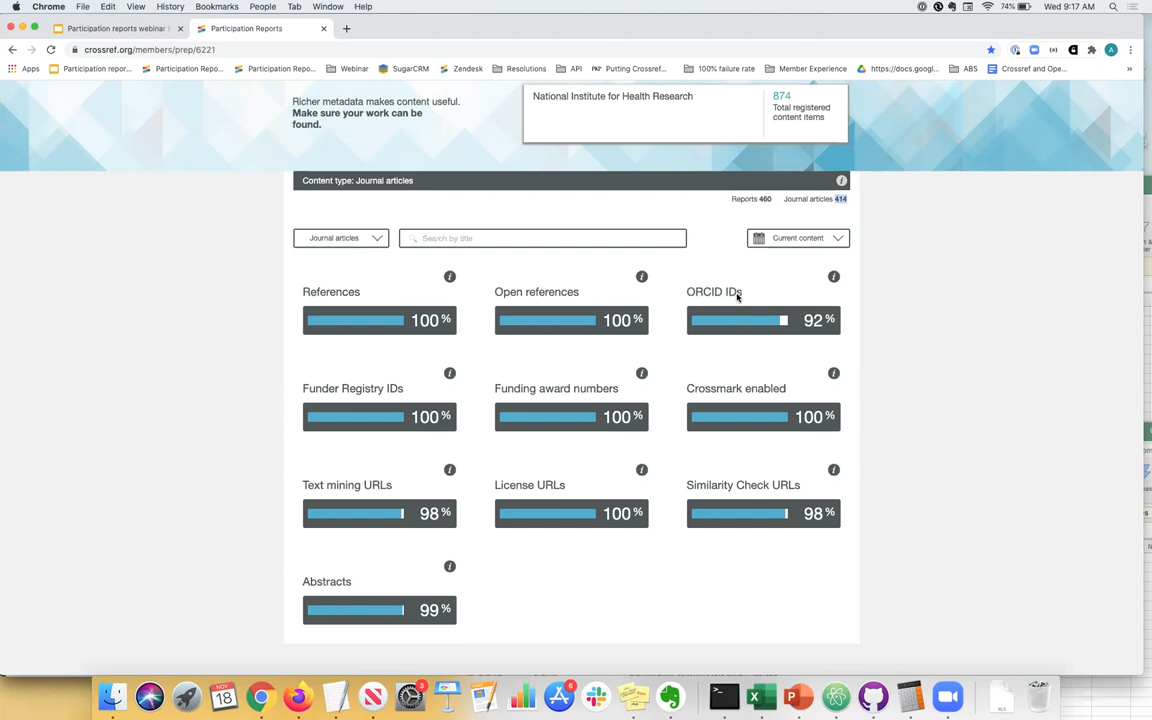 Chrome File Edit View History Bookmarks People Tab Window Help 74% Wed 9:17 AM
Participation reports webinar Participation Reports
crossref.org/members/prep/6221 A
Apps Participation repor... Participation Repo... Participation Repo... Webinar SugarCRM Zendesk Resolutions API PKP Putting Crossref... 100% failure rate Member Experience https://docs.googl... ABS Crossref and Ope...
Richer metadata makes content useful.
Make sure your work can be
found.
National Institute for Health Research
874
Total registered
content items
Content type: Journal articles
Reports 460 Journal articles 414
Journal articles Search by title Current content
References Open references ORCID IDs
100% 100% 92%
Funder Registry IDs Funding award numbers Crossmark enabled
100% 100% 100%
Text mining URLs License URLs Similarity Check URLs
98% 100% 98%
Abstracts
99%
NOV
18
3
6
XLS